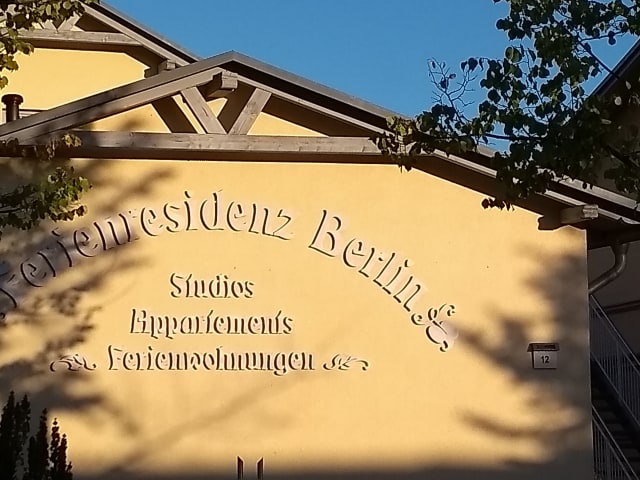 Ferienresidenz Berlin
Studios
Appartements
Ferienwohnungen
12